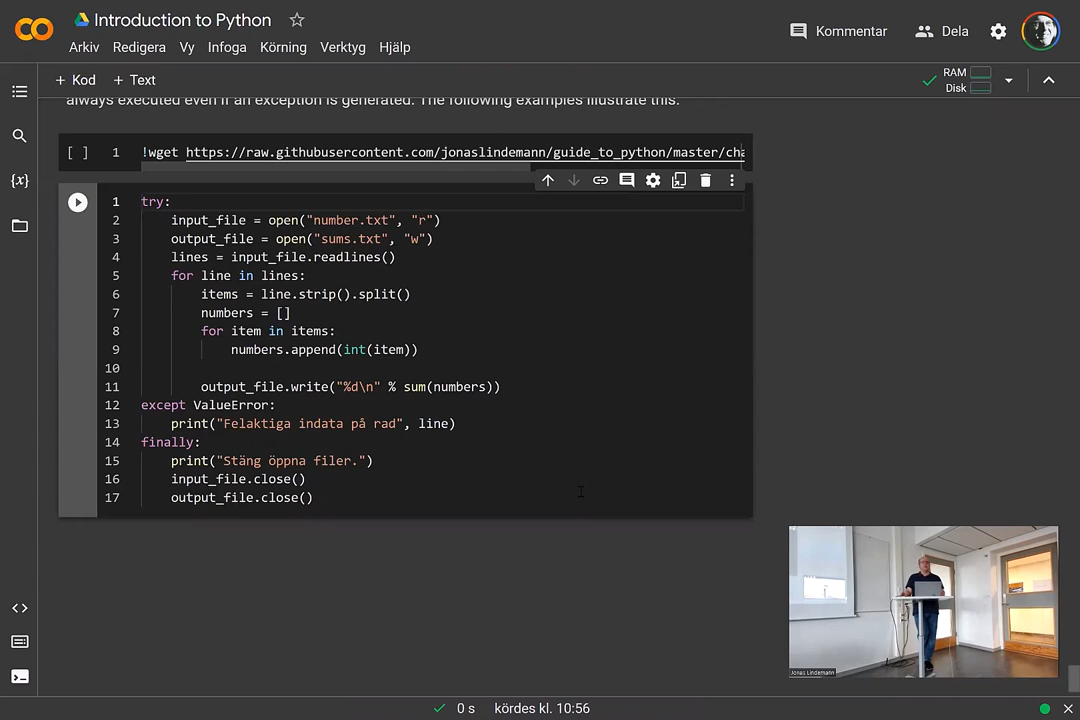 Introduction to Python
Arkiv Redigera Vy Infoga Körning Verktyg Hjälp
Kommentar Dela
+ Kod + Text
RAM
Disk
always executed even if an exception is generated. The following examples illustrate this.
[ ] 1 !wget https://raw.githubusercontent.com/jonaslindemann/guide_to_python/master/cha
{x}
1 try:
2 input_file = open("number.txt", "r")
3 output_file = open("sums.txt", "w")
4 lines = input_file.readlines()
5 for line in lines:
6 items = line.strip().split()
7 numbers = []
8 for item in items:
9 numbers.append(int(item))
10
11 output_file.write("%d\n" % sum(numbers))
12 except ValueError:
13 print("Felaktiga indata på rad", line)
14 finally:
15 print("Stäng öppna filer.")
16 input_file.close()
17 output_file.close()
Jonas Lindemann
0 s kördes kl. 10:56